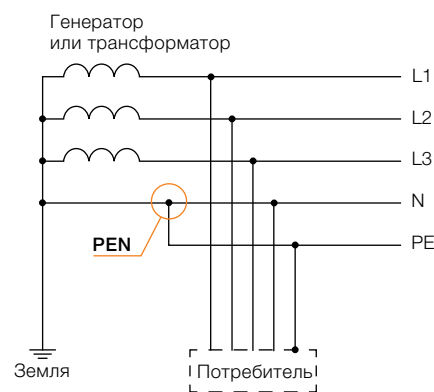 Генератор
или трансформатор
L1
L2
L3
N
PEN
PE
Земля
Потребитель